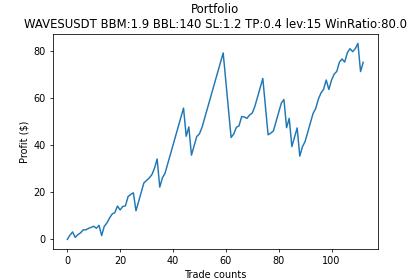 Portfolio
WAVESUSDT BBM:1.9 BBL:140 SL:1.2 TP:0.4 lev:15 WinRatio:80.0
Profit ($)
80
60
40
20
0
0 20 40 60 80 100
Trade counts